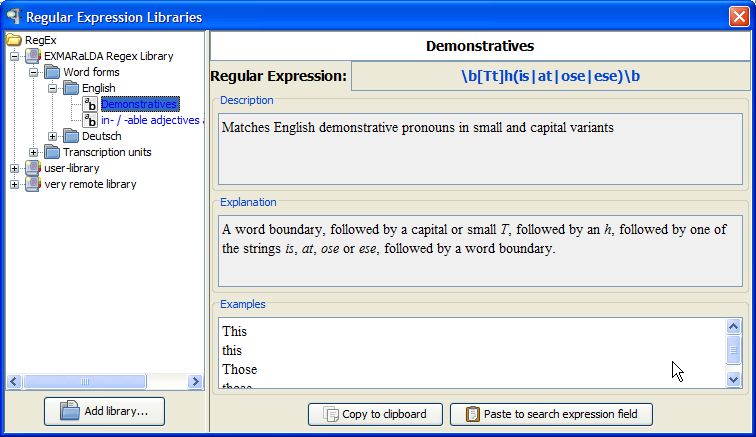 Regular Expression Libraries
RegEx
EXMARaLDA Regex Library
Word forms
English
Demonstratives
in- / -able adjectives
Deutsch
Transcription units
user-library
very remote library
Add library...
Demonstratives
Regular Expression:
\b[Tt]h(is|at|ose|ese)\b
Description
Matches English demonstrative pronouns in small and capital variants
Explanation
A word boundary, followed by a capital or small T, followed by an h, followed by one of
the strings is, at, ose or ese, followed by a word boundary.
Examples
This
this
Those
Copy to clipboard
Paste to search expression field